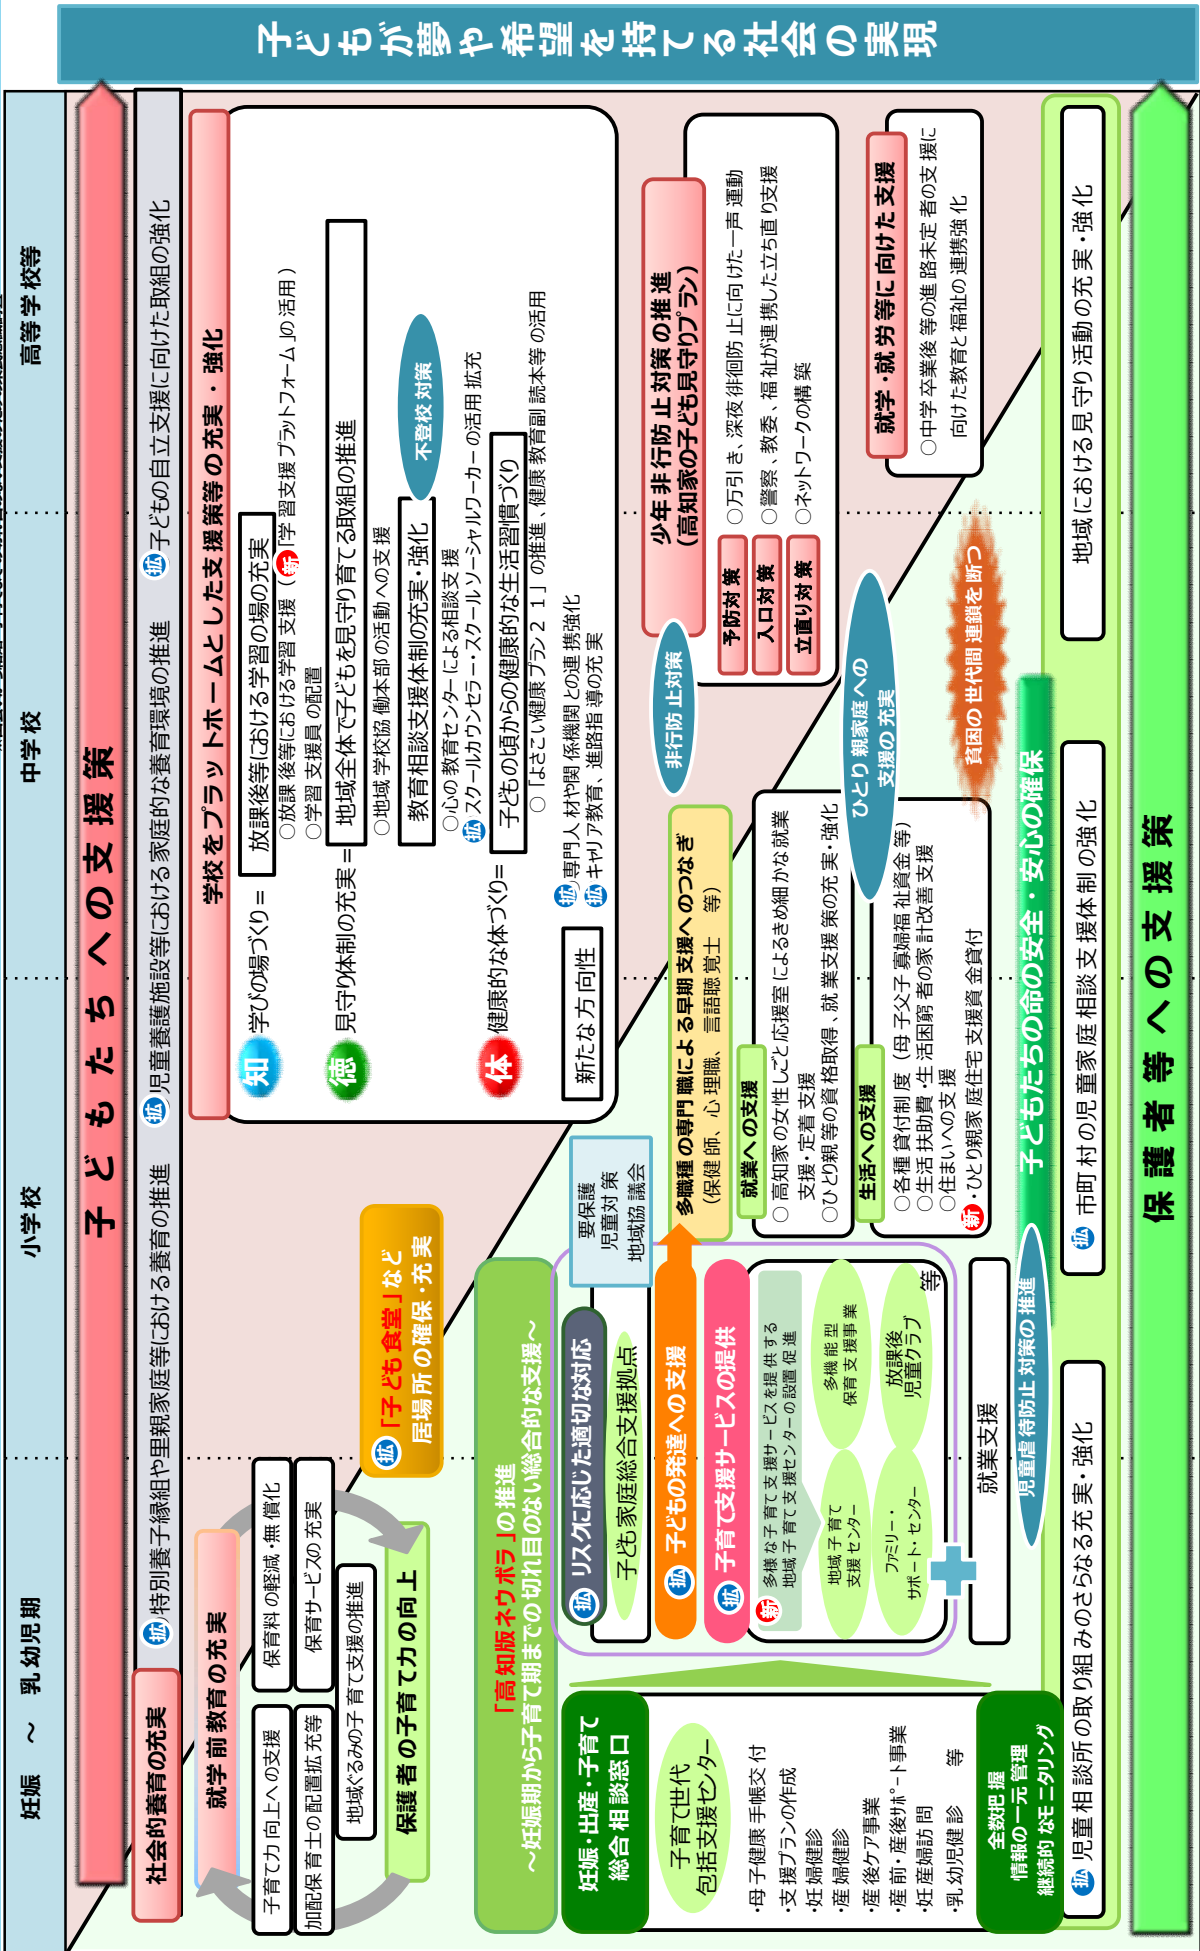 子どもが夢や希望を持てる社会の実現
妊娠　～　乳幼児期
小学校
中学校
高等学校等
子どもたちへの支援策
社会的養育の充実
拡 特別養子縁組や里親家庭等における養育の推進
拡 児童養護施設等における家庭的な養育環境の推進
拡 子どもの自立支援に向けた取組の強化
就学前教育の充実
子育て力向上への支援
保育料の軽減・無償化
加配保育士の配置拡充等
保育サービスの充実
地域ぐるみの子育て支援の推進
保護者の子育て力の向上
拡 「子ども食堂」など
居場所の確保・充実
学校をプラットホームとした支援策等の充実・強化
知 学びの場づくり＝
放課後等における学習の場の充実
○放課後等における学習支援（新「学習支援プラットフォーム」の活用）
○学習支援員の配置
徳 見守り体制の充実＝
地域全体で子どもを見守り育てる取組の推進
○地域学校協働本部の活動への支援
教育相談支援体制の充実・強化
不登校対策
○心の教育センターによる相談支援
拡 スクールカウンセラー・スクールソーシャルワーカーの活用拡充
体 健康的な体づくり＝
子どもの頃からの健康的な生活習慣づくり
○「よさこい健康プラン２１」の推進、健康教育副読本等の活用
新たな方向性
拡 専門人材や関係機関との連携強化
拡 キャリア教育、進路指導の充実
「高知版ネウボラ」の推進
～妊娠期から子育て期までの切れ目のない総合的な支援～
妊娠・出産・子育て
総合相談窓口
子育て世代
包括支援センター
・母子健康手帳交付
・支援プランの作成
・妊婦健診
・産婦健診
・産後ケア事業
・産前・産後ｻﾎﾟｰﾄ事業
・妊産婦訪問
・乳幼児健診　等
全数把握
情報の一元管理
継続的なモニタリング
拡 リスクに応じた適切な対応
子ども家庭総合支援拠点
要保護
児童対策
地域協議会
拡 子どもの発達への支援
多職種の専門職による早期支援へのつなぎ
（保健師、心理職、言語聴覚士　等）
拡 子育て支援サービスの提供
新 多様な子育て支援サービスを提供する
地域子育て支援センターの設置促進
地域子育て
支援センター
多機能型
保育支援事業
ファミリー・
サポート・センター
放課後
児童クラブ
等
就業支援
非行防止対策
少年非行防止対策の推進
（高知家の子ども見守りプラン）
予防対策
○万引き、深夜徘徊防止に向けた一声運動
入口対策
○警察、教委、福祉が連携した立ち直り支援
立直り対策
○ネットワークの構築
就業への支援
○高知家の女性しごと応援室によるきめ細かな就業
支援・定着支援
○ひとり親等の資格取得、就業支援策の充実・強化
ひとり親家庭への
支援の充実
生活への支援
○各種貸付制度（母子父子寡婦福祉資金等）
○生活扶助費・生活困窮者の家計改善支援
○住まいへの支援
新・ひとり親家庭住宅支援資金貸付
就学・就労等に向けた支援
○中学卒業後等の進路未定者の支援に
向けた教育と福祉の連携強化
貧困の世代間連鎖を断つ
子どもたちの命の安全・安心の確保
児童虐待防止対策の推進
拡 児童相談所の取り組みのさらなる充実・強化
拡 市町村の児童家庭相談支援体制の強化
地域における見守り活動の充実・強化
保護者等への支援策